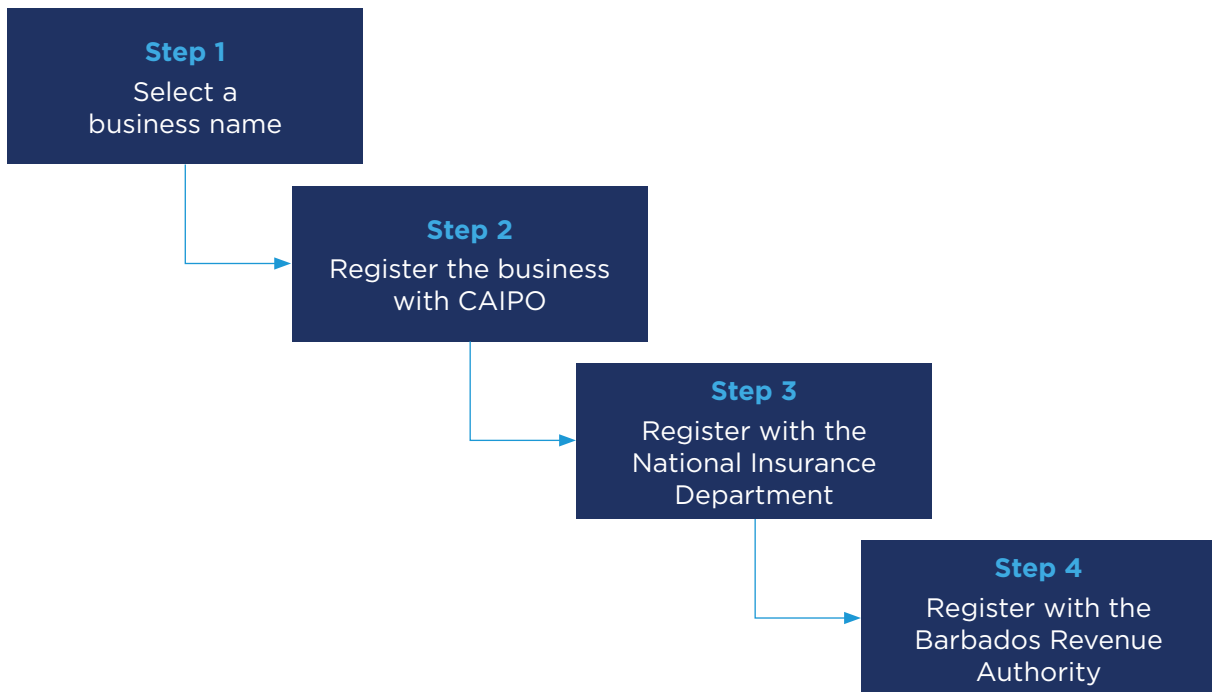 Step 1
Select a
business name
Step 2
Register the business
with CAIPO
Step 3
Register with the
National Insurance
Department
Step 4
Register with the
Barbados Revenue
Authority